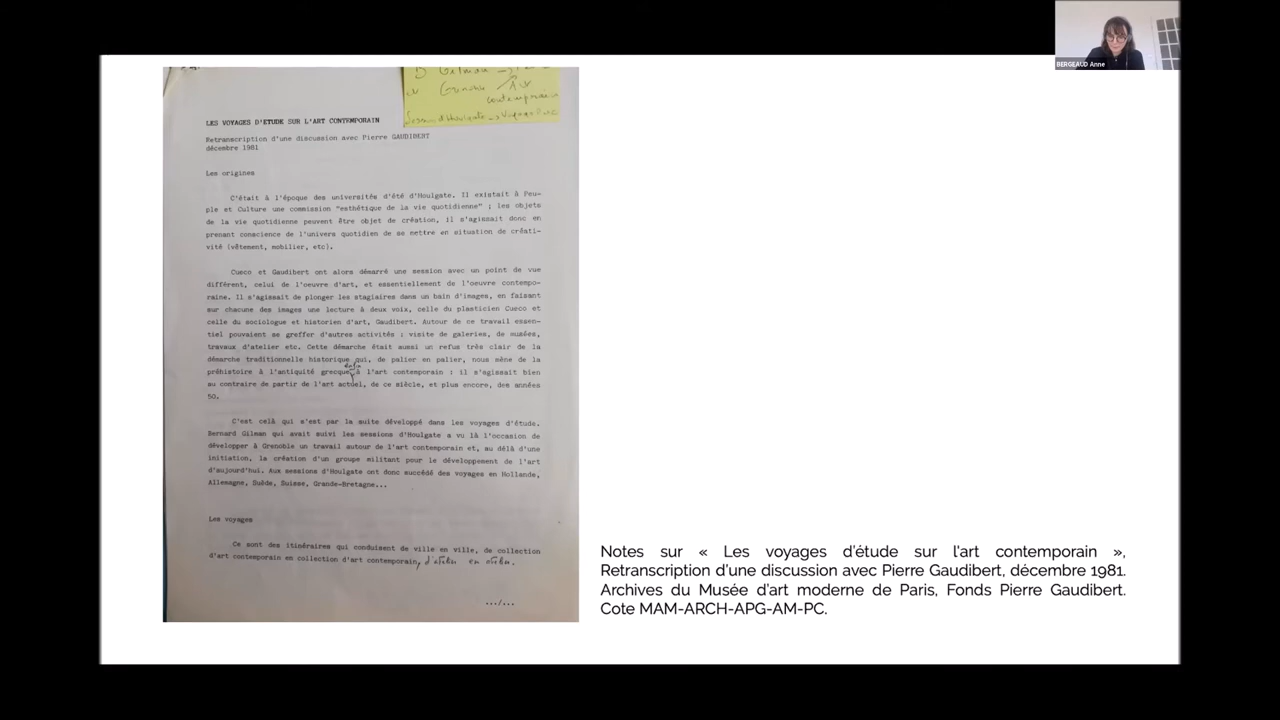 BERGEAUD Anne
B Gilman
Grenoble Art
contemporain
LES VOYAGES D'ETUDE SUR L'ART CONTEMPORAIN
Retranscription d'une discussion avec Pierre GAUDIBERT
décembre 1981
Les origines
C'était à l'époque des universités d'été d'Houlgate. Il existait à Peu-
ple et Culture une commission "esthétique de la vie quotidienne" ; les objets
de la vie quotidienne peuvent être objet de création, il s'agissait donc en
prenant conscience de l'univers quotidien de se mettre en situation de créati-
vité (vêtement, mobilier, etc).
Cueco et Gaudibert ont alors démarré une session avec un point de vue
différent, celui de l'oeuvre d'art, et essentiellement de l'oeuvre contempo-
raine. Il s'agissait de plonger les stagiaires dans un bain d'images, en faisant
sur chacune des images une lecture à deux voix, celle du plasticien Cueco et
celle du sociologue et historien d'art, Gaudibert. Autour de ce travail essen-
tiel pouvaient se greffer d'autres activités : visite de galeries, de musées,
travaux d'atelier etc. Cette démarche était aussi un refus très clair de la
démarche traditionnelle historique qui, de palier en palier, nous mène de la
enfin
préhistoire à l'antiquité grecque à l'art contemporain : il s'agissait bien
au contraire de partir de l'art actuel, de ce siècle, et plus encore, des années
50.
C'est celà qui s'est par la suite développé dans les voyages d'étude.
Bernard Gilman qui avait suivi les sessions d'Houlgate a vu là l'occasion de
développer à Grenoble un travail autour de l'art contemporain et, au délà d'une
initiation, la création d'un groupe militant pour le développement de l'art
d'aujourd'hui. Aux sessions d'Houlgate ont donc succédé des voyages en Hollande,
Allemagne, Suède, Suisse, Grande-Bretagne...
Les voyages
Ce sont des itinéraires qui conduisent de ville en ville, de collection
d'art contemporain en collection d'art contemporain, d'atelier en atelier.
.../...
Notes sur « Les voyages d'étude sur l'art contemporain »,
Retranscription d'une discussion avec Pierre Gaudibert, décembre 1981.
Archives du Musée d'art moderne de Paris, Fonds Pierre Gaudibert.
Cote MAM-ARCH-APG-AM-PC.